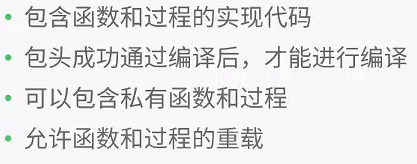 • 包含函数和过程的实现代码
• 包头成功通过编译后，才能进行编译
• 可以包含私有函数和过程
• 允许函数和过程的重载